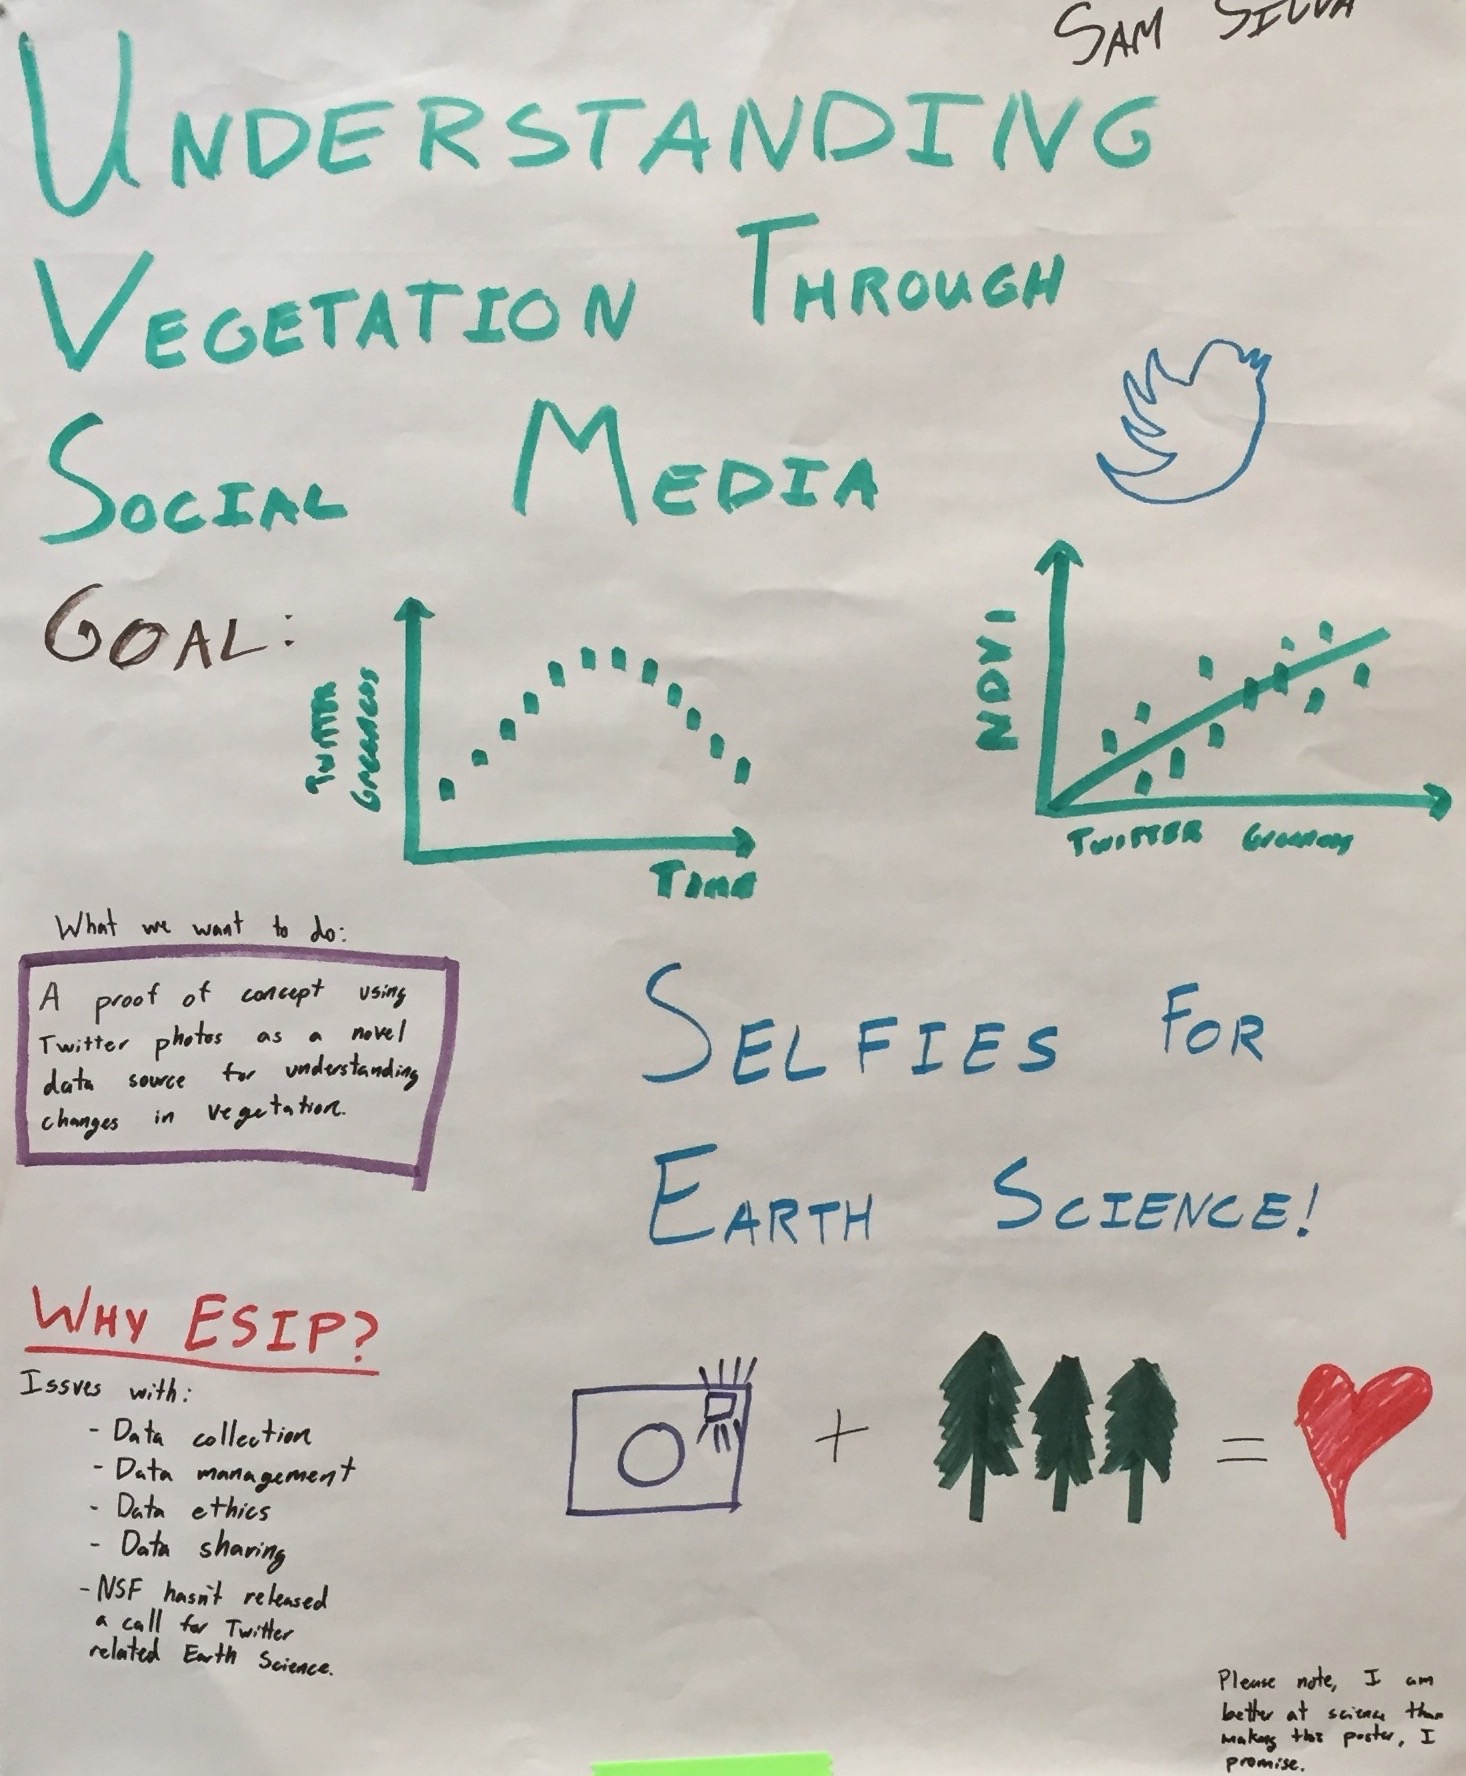 SAM SILVA
UNDERSTANDING
VEGETATION THROUGH
SOCIAL MEDIA
GOAL:
TWITTER
Greenness
TIME
NDVI
TWITTER Greenness
What we want to do:
A proof of concept using
Twitter photos as a novel
data source for understanding
changes in vegetation.
SELFIES FOR
EARTH SCIENCE!
WHY ESIP?
Issues with:
- Data collection
- Data management
- Data ethics
- Data sharing
- NSF hasn't released
a call for Twitter
related Earth Science.
+
=
Please note, I am
better at science than
making this poster, I
promise.